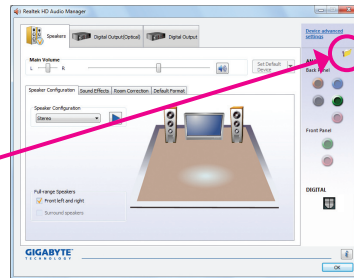 Realtek HD Audio Manager
Speakers
Digital Output(Optical)
Digital Output
Device advanced settings
Main Volume
L
R
Set Default Device
ANALOG
Back Panel
Speaker Configuration
Sound Effects
Room Correction
Default Format
Speaker Configuration
Stereo
Front Panel
Full-range Speakers
Front left and right
Surround speakers
DIGITAL
GIGABYTE
TECHNOLOGY
OK